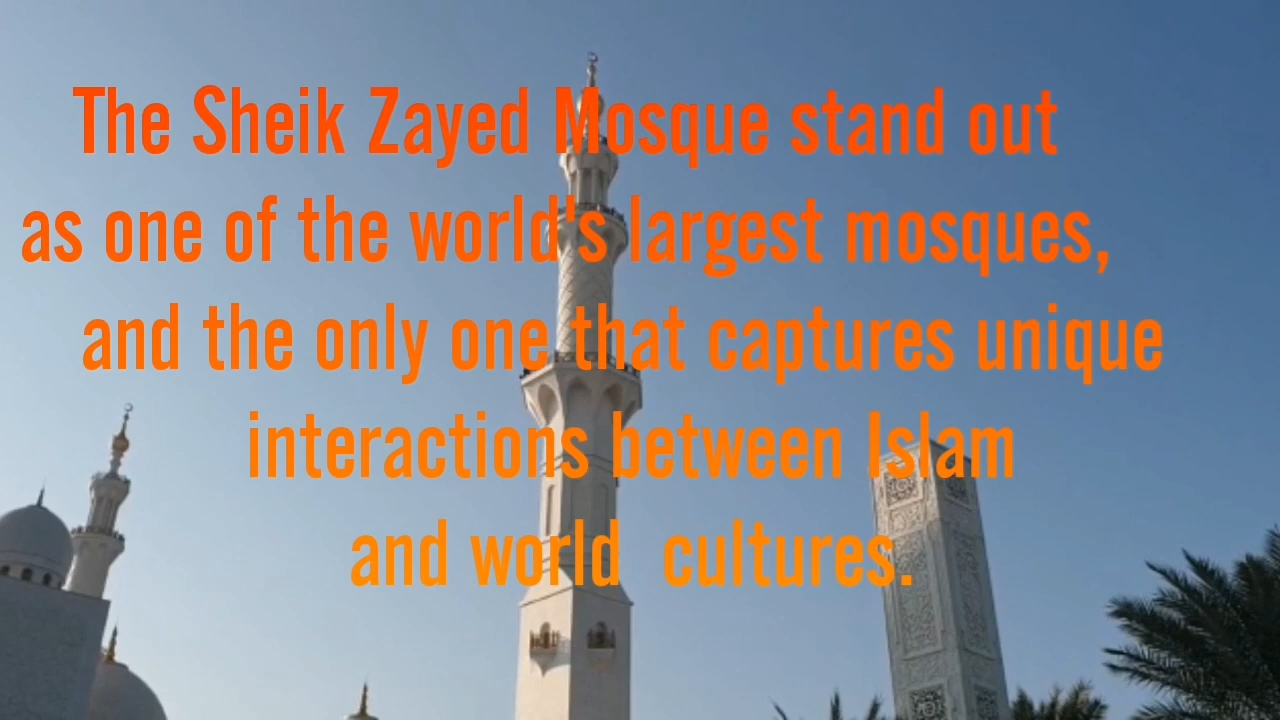 The Sheik Zayed Mosque stand out
as one of the world's largest mosques,
and the only one that captures unique
interactions between Islam
and world  cultures.